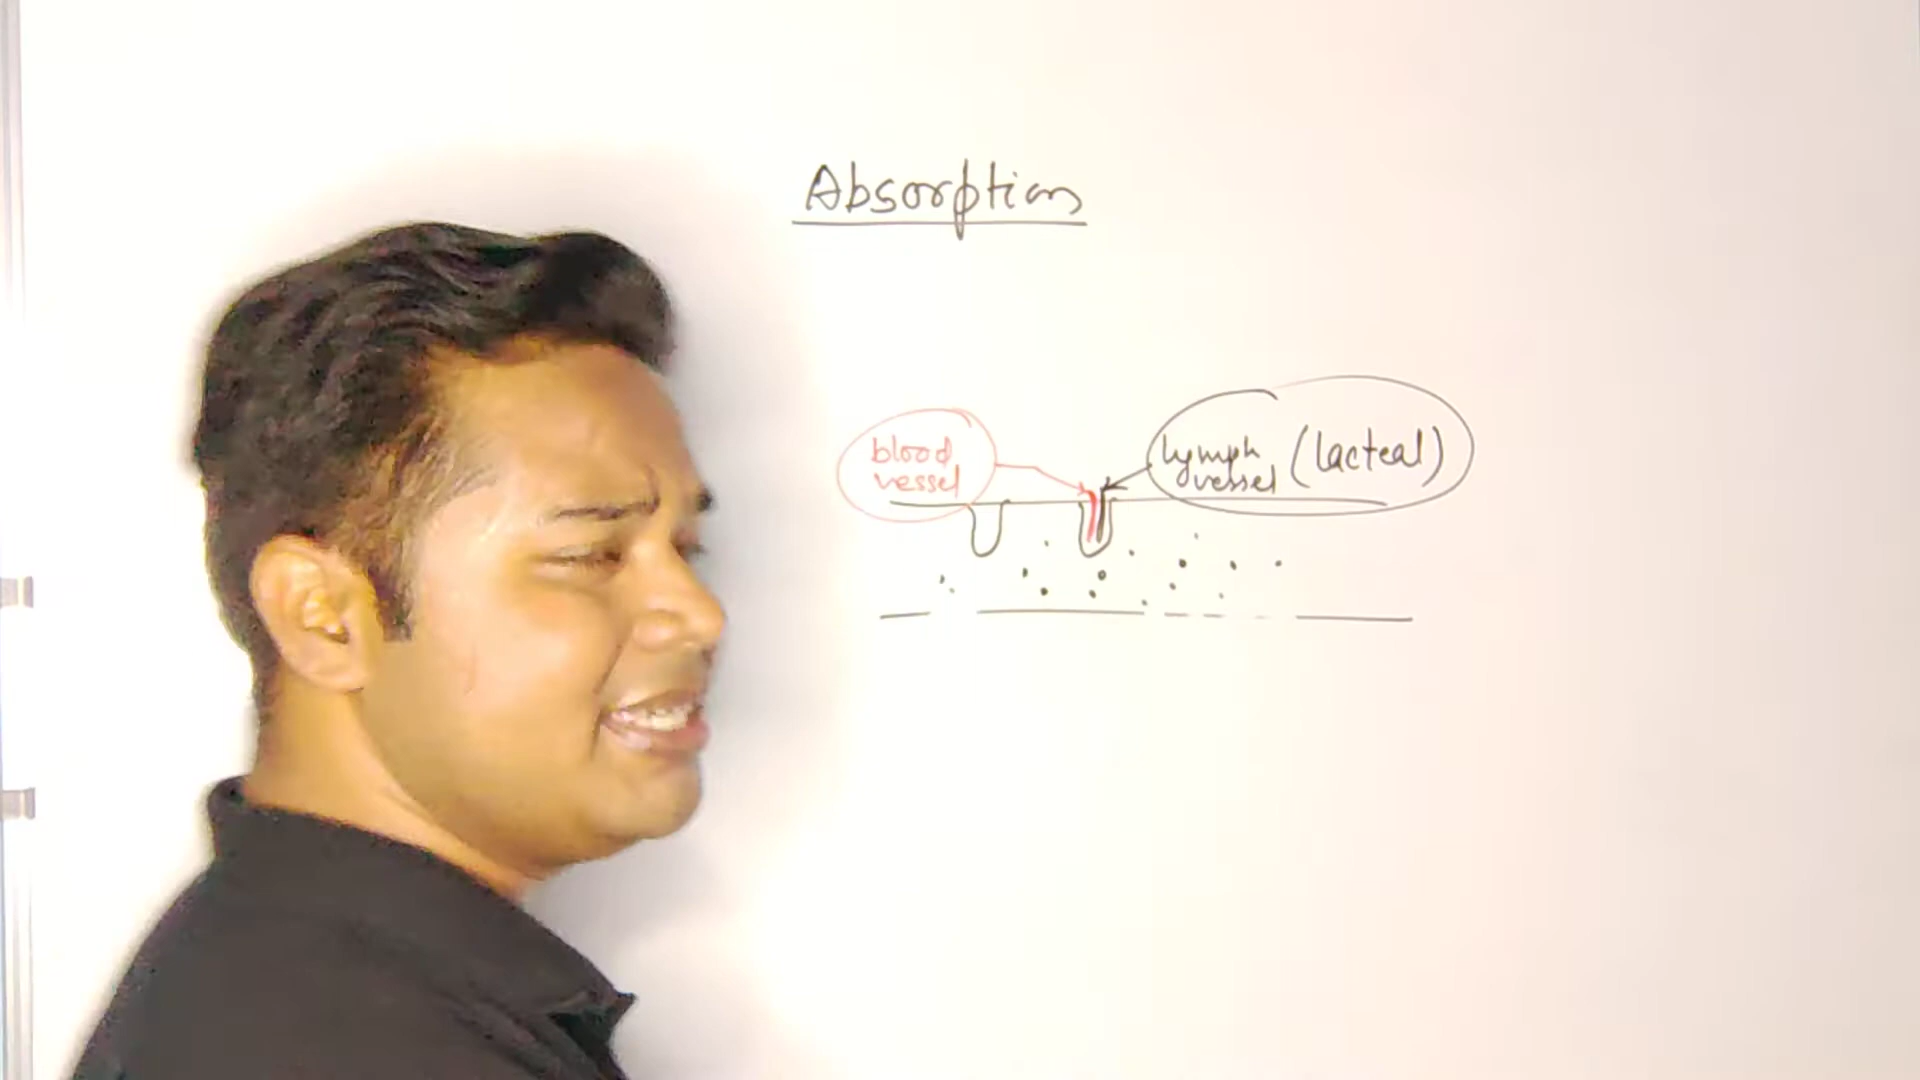 Absorption
blood
vessel
lymph (lacteal)
vessel